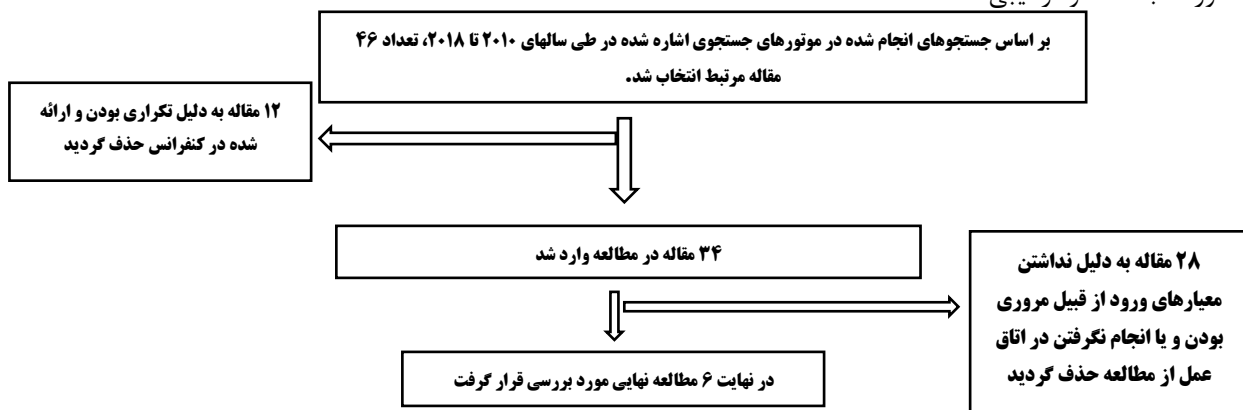 بر اساس جستجوهای انجام شده در موتورهای جستجوی اشاره شده در طی سالهای ۲۰۱۰ تا ۲۰۱۸، تعداد ۴۶
مقاله مرتبط انتخاب شد.
۱۲ مقاله به دلیل تکراری بودن و ارائه
شده در کنفرانس حذف گردید
۳۴ مقاله در مطالعه وارد شد
۲۸ مقاله به دلیل نداشتن
معیارهای ورود از قبیل مروری
بودن و یا انجام نگرفتن در اتاق
عمل از مطالعه حذف گردید
در نهایت ۶ مطالعه نهایی مورد بررسی قرار گرفت